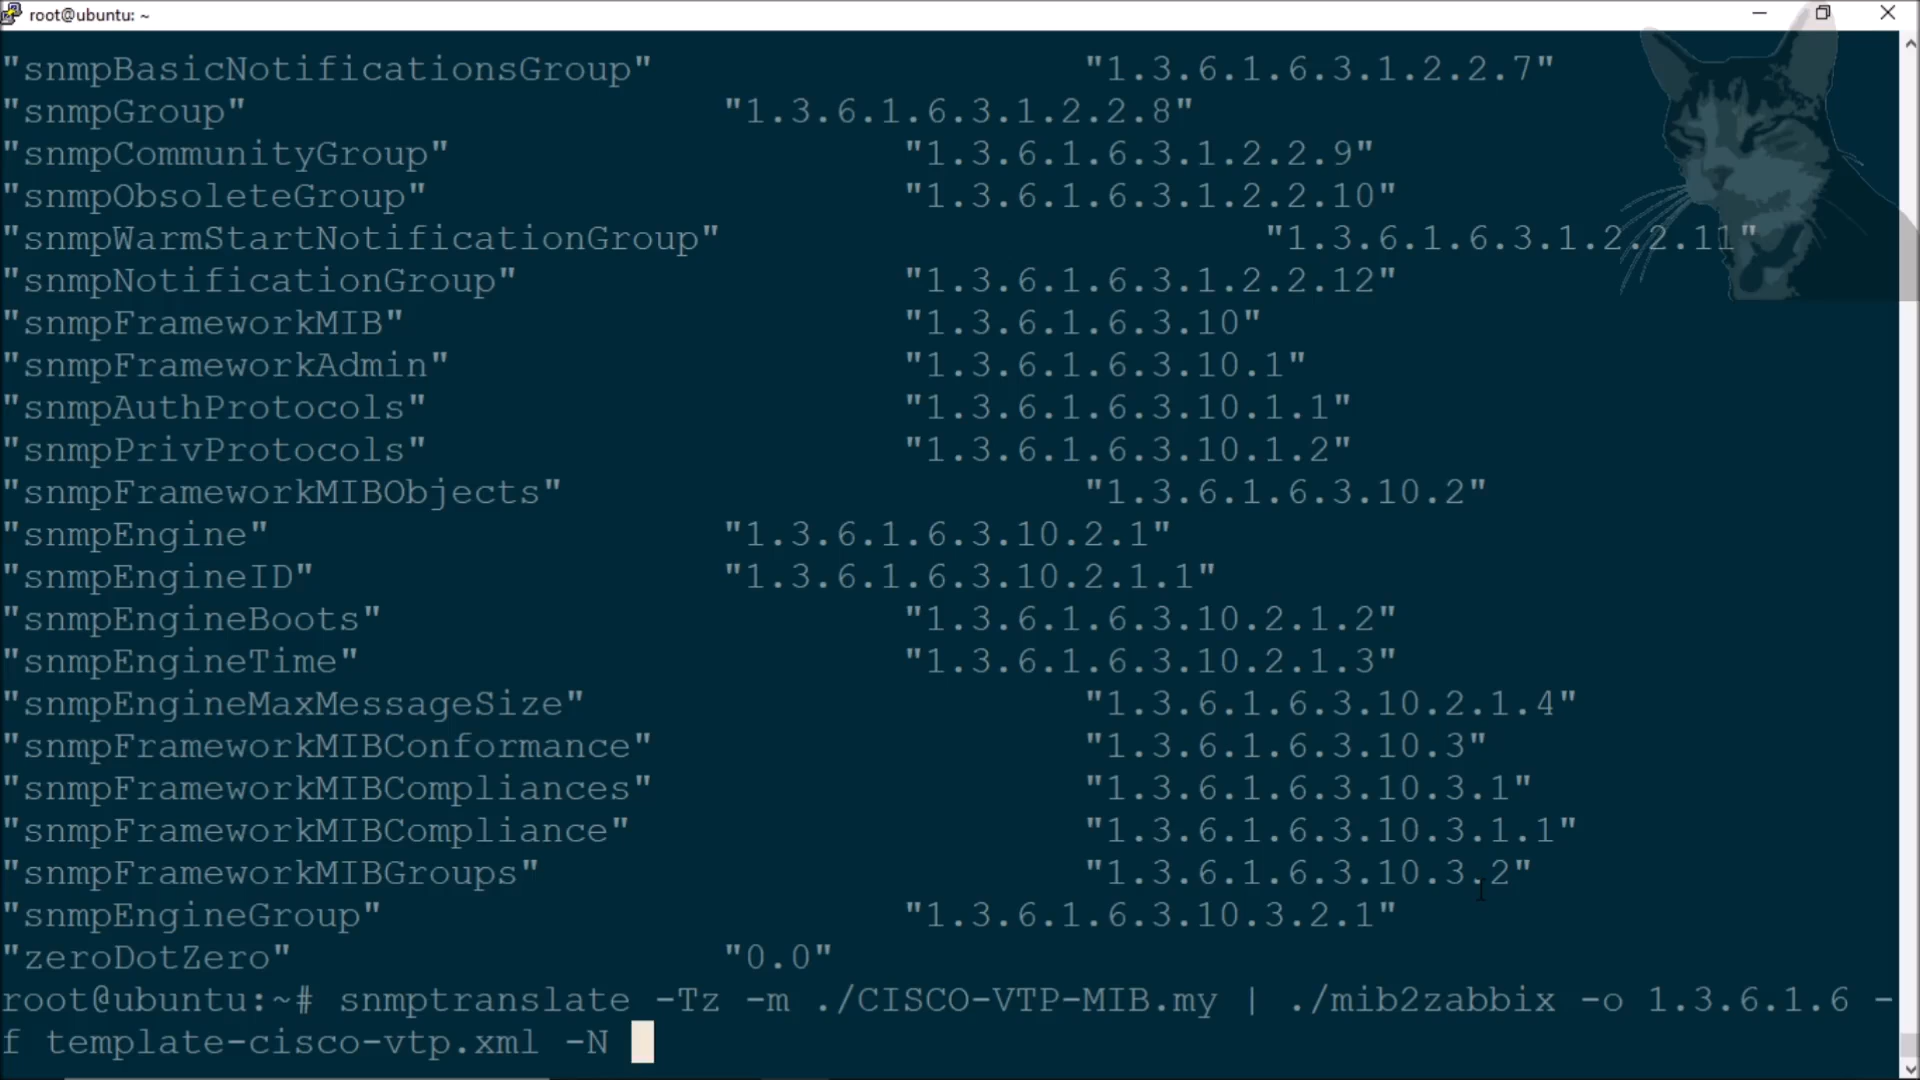 root@ubuntu: ~
"snmpBasicNotificationsGroup" "1.3.6.1.6.3.1.2.2.7"
"snmpGroup" "1.3.6.1.6.3.1.2.2.8"
"snmpCommunityGroup" "1.3.6.1.6.3.1.2.2.9"
"snmpObsoleteGroup" "1.3.6.1.6.3.1.2.2.10"
"snmpWarmStartNotificationGroup" "1.3.6.1.6.3.1.2.2.11"
"snmpNotificationGroup" "1.3.6.1.6.3.1.2.2.12"
"snmpFrameworkMIB" "1.3.6.1.6.3.10"
"snmpFrameworkAdmin" "1.3.6.1.6.3.10.1"
"snmpAuthProtocols" "1.3.6.1.6.3.10.1.1"
"snmpPrivProtocols" "1.3.6.1.6.3.10.1.2"
"snmpFrameworkMIBObjects" "1.3.6.1.6.3.10.2"
"snmpEngine" "1.3.6.1.6.3.10.2.1"
"snmpEngineID" "1.3.6.1.6.3.10.2.1.1"
"snmpEngineBoots" "1.3.6.1.6.3.10.2.1.2"
"snmpEngineTime" "1.3.6.1.6.3.10.2.1.3"
"snmpEngineMaxMessageSize" "1.3.6.1.6.3.10.2.1.4"
"snmpFrameworkMIBConformance" "1.3.6.1.6.3.10.3"
"snmpFrameworkMIBCompliances" "1.3.6.1.6.3.10.3.1"
"snmpFrameworkMIBCompliance" "1.3.6.1.6.3.10.3.1.1"
"snmpFrameworkMIBGroups" "1.3.6.1.6.3.10.3.2"
"snmpEngineGroup" "1.3.6.1.6.3.10.3.2.1"
"zeroDotZero" "0.0"
root@ubuntu:~# snmptranslate -Tz -m ./CISCO-VTP-MIB.my | ./mib2zabbix -o 1.3.6.1.6 -
f template-cisco-vtp.xml -N